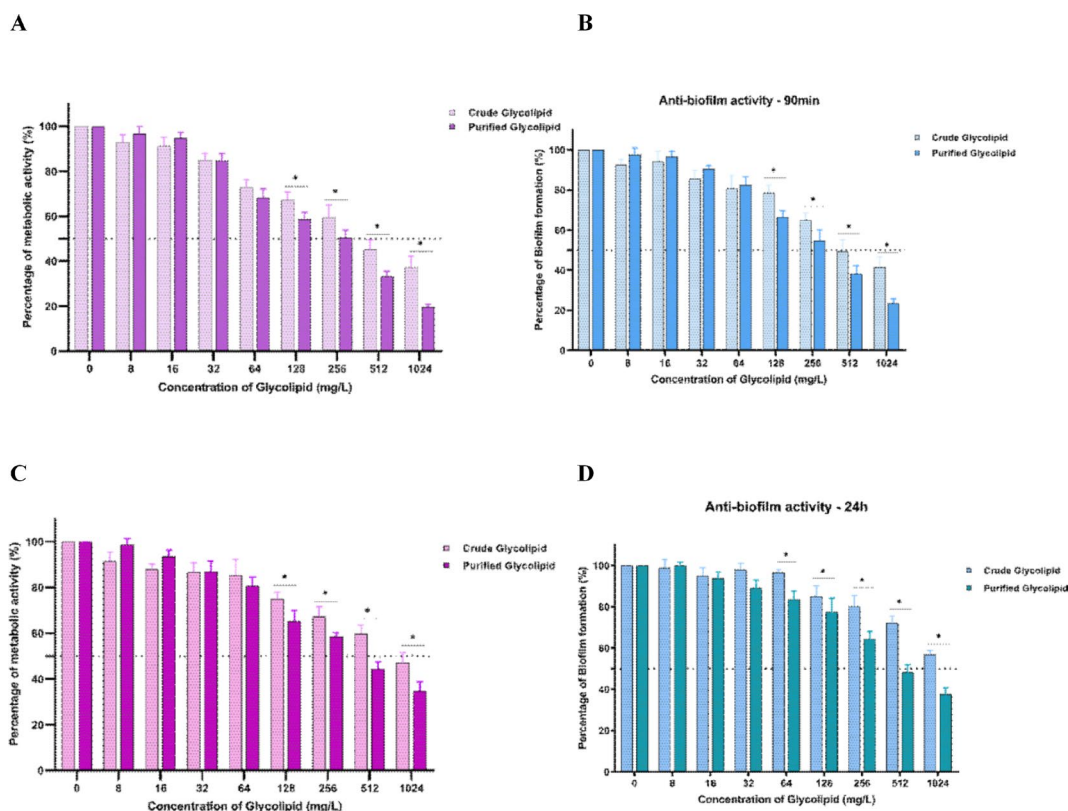 A
Crude Glycolipid
Purified Glycolipid
Percentage of metabolic activity (%)
100
80
60
40
20
0
0 8 16 32 64 128 256 512 1024
* * * *
Concentration of Glycolipid (mg/L)
B
Anti-biofilm activity - 90min
Crude Glycolipid
Purified Glycolipid
Percentage of Biofilm formation (%)
100
80
60
40
20
0
0 8 16 32 64 128 256 512 1024
* * * *
Concentration of Glycolipid (mg/L)
C
Crude Glycolipid
Purified Glycolipid
Percentage of metabolic activity (%)
100
80
60
40
20
0
0 8 16 32 64 128 256 512 1024
* * * *
Concentration of Glycolipid (mg/L)
D
Anti-biofilm activity - 24h
Crude Glycolipid
Purified Glycolipid
Percentage of Biofilm formation (%)
100
80
60
40
20
0
0 8 16 32 64 128 256 512 1024
* * * * *
Concentration of Glycolipid (mg/L)